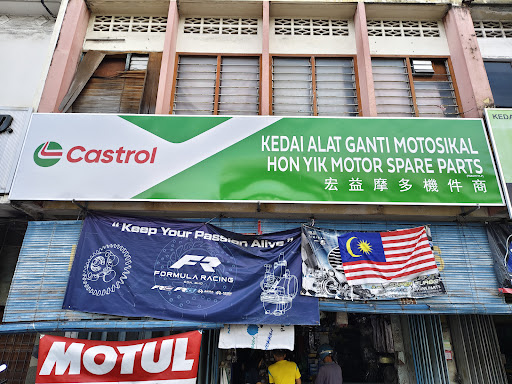 Castrol
KEDAI ALAT GANTI MOTOSIKAL
HON YIK MOTOR SPARE PARTS
宏益摩多機件商
" Keep Your Passion Alive "
FR
FORMULA RACING
MOTUL
KEDAI